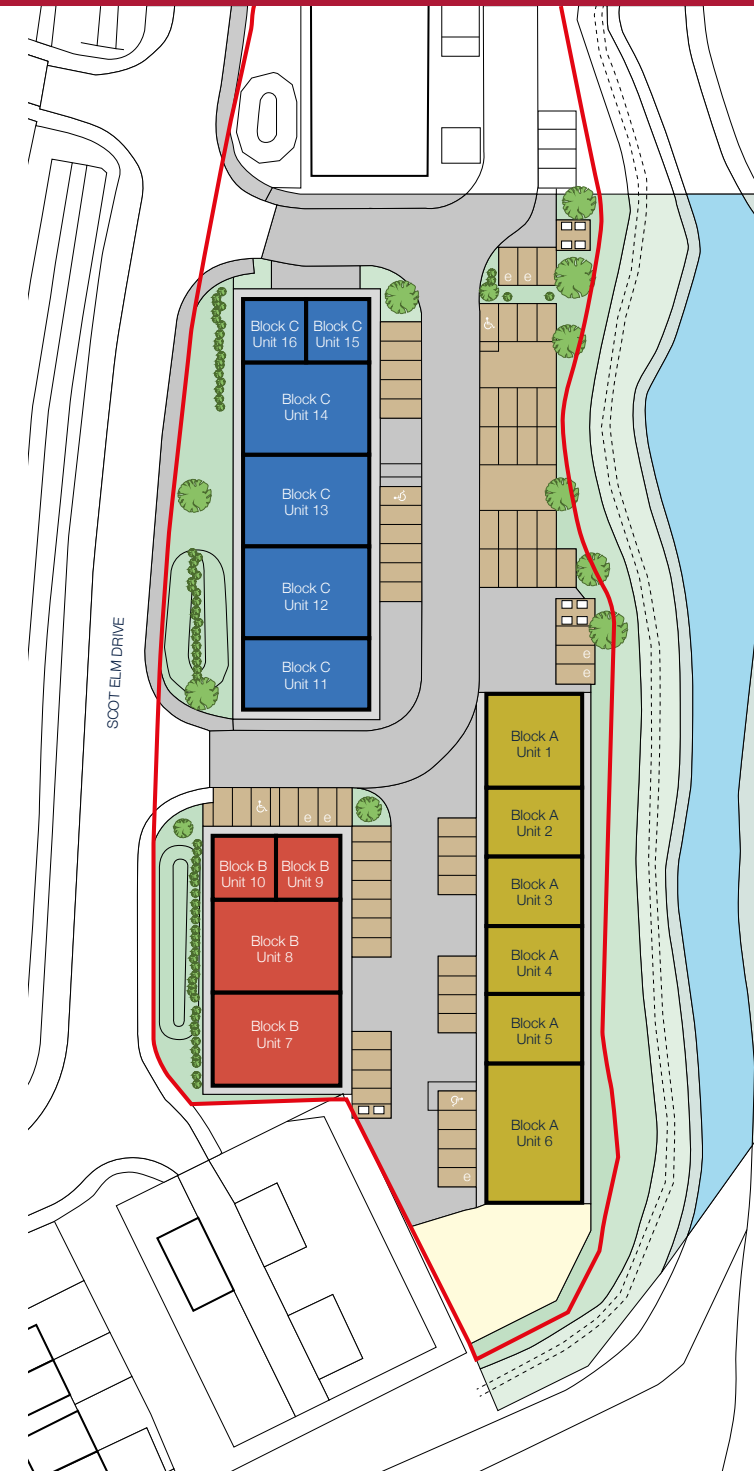 e e
Block C
Unit 16
Block C
Unit 15
Block C
Unit 14
Block C
Unit 13
Block C
Unit 12
Block C
Unit 11
SCOT ELM DRIVE
e
e
Block A
Unit 1
Block A
Unit 2
Block A
Unit 3
Block A
Unit 4
Block A
Unit 5
Block A
Unit 6
e
e e
Block B
Unit 10
Block B
Unit 9
Block B
Unit 8
Block B
Unit 7